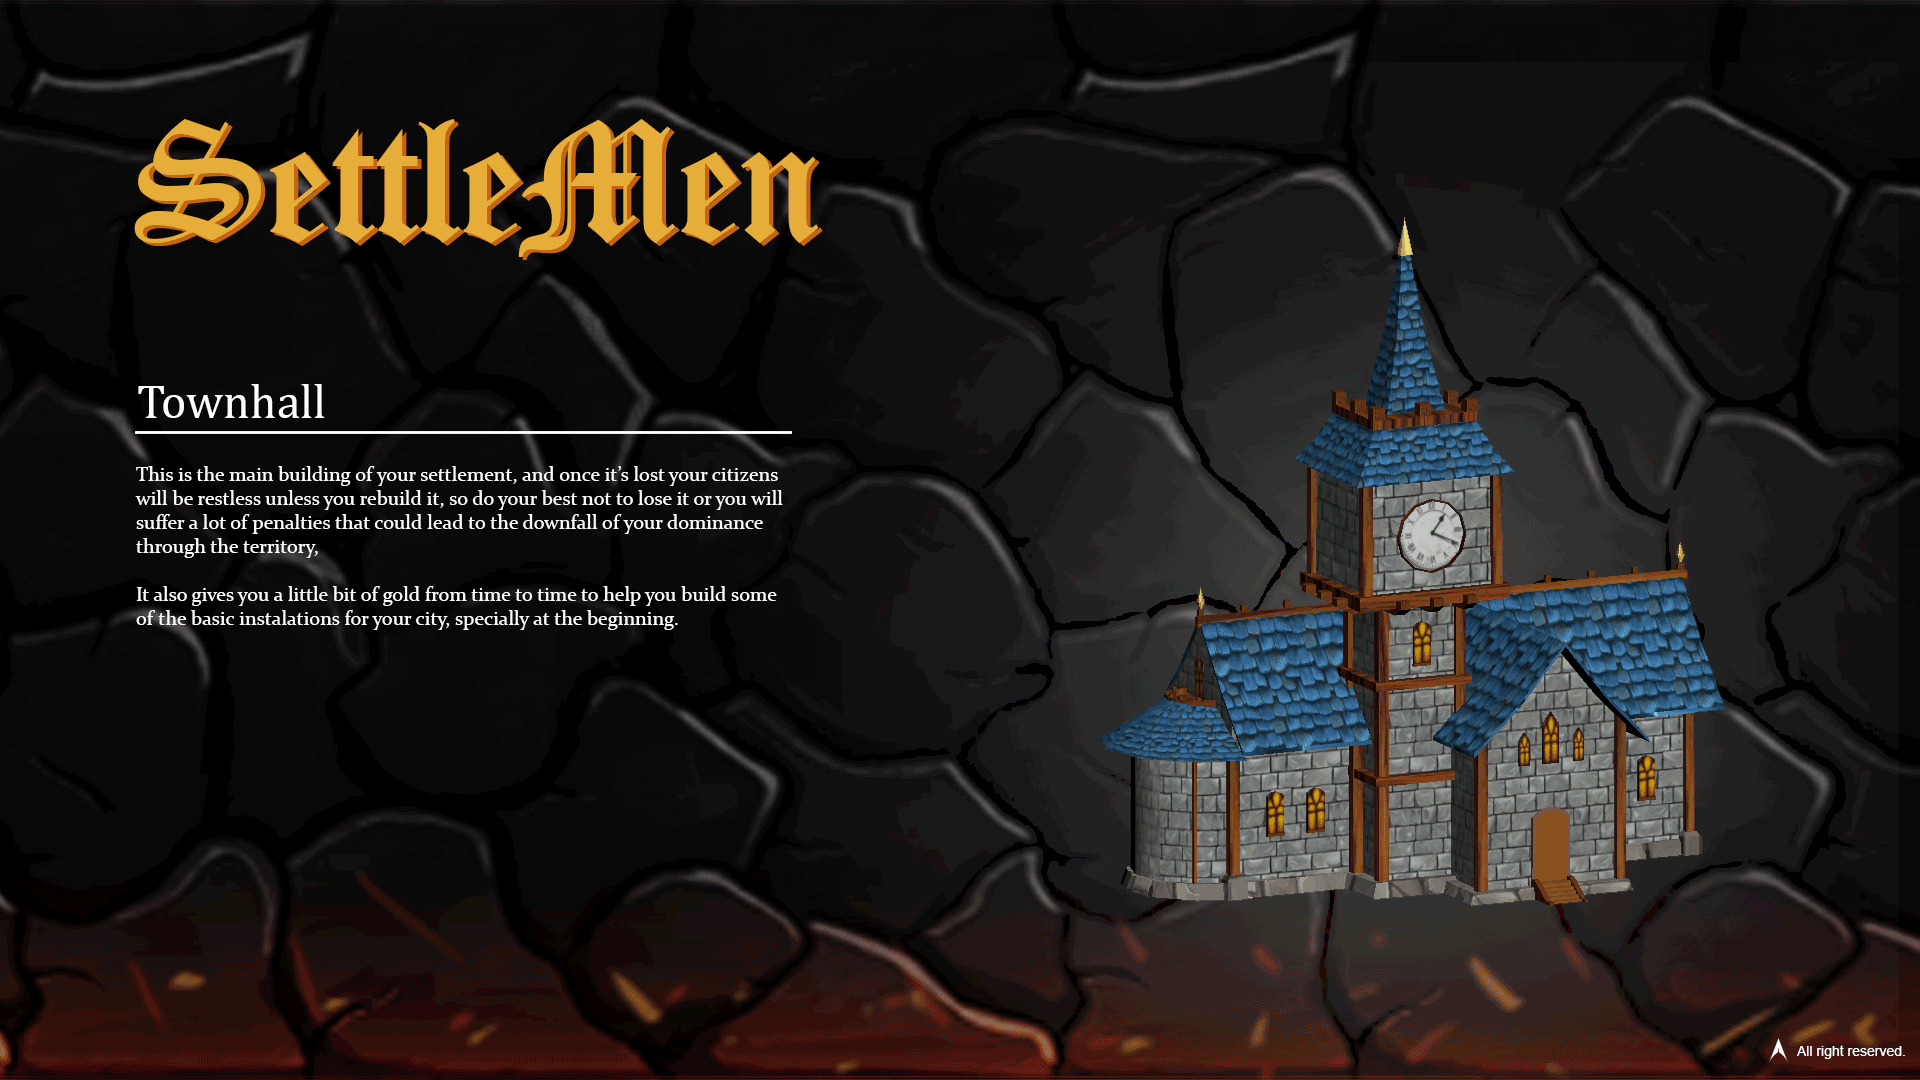 SettleMen
Townhall
This is the main building of your settlement, and once it’s lost your citizens
will be restless unless you rebuild it, so do your best not to lose it or you will
suffer a lot of penalties that could lead to the downfall of your dominance
through the territory,
It also gives you a little bit of gold from time to time to help you build some
of the basic instalations for your city, specially at the beginning.
All right reserved.